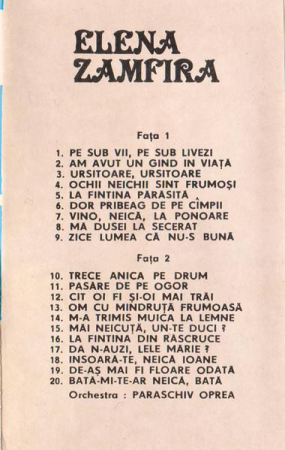 ELENA
ZAMFIRA
Fața 1
1. PE SUB VII, PE SUB LIVEZI
2. AM AVUT UN GIND IN VIAȚĂ
3. URSITOARE, URSITOARE
4. OCHII NEICHII SINT FRUMOȘI
5. LA FINTINA PĂRĂSITĂ
6. DOR PRIBEAG DE PE CÎMPII
7. VINO, NEICĂ, LA PONOARE
8. MĂ DUSEI LA SECERAT
9. ZICE LUMEA CĂ NU-S BUNĂ
Fața 2
10. TRECE ANICA PE DRUM
11. PASĂRE DE PE OGOR
12. CIT OI FI ȘI-OI MAI TRĂI
13. OM CU MINDRUȚĂ FRUMOASĂ
14. M-A TRIMIS MUICA LA LEMNE
15. MĂI NEICUȚĂ, UN-TE DUCI ?
16. LA FINTINA DIN RĂSCRUCE
17. DA N-AUZI, LELE MĂRIE ?
18. INSOARĂ-TE, NEICĂ IOANE
19. DE-AȘ MAI FI FLOARE ODATĂ
20. BATĂ-MI-TE-AR NEICĂ, BATĂ
Orchestra : PARASCHIV OPREA